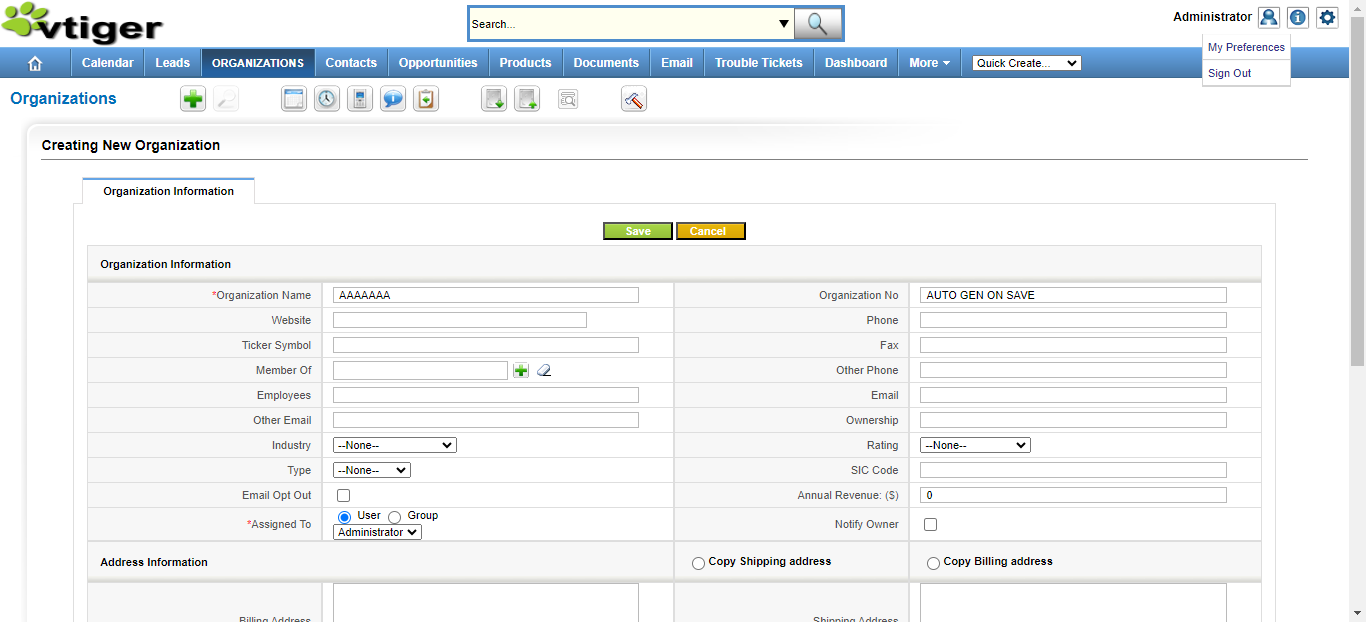 vtiger
Search...
Administrator
My Preferences
Sign Out
Calendar
Leads
ORGANIZATIONS
Contacts
Opportunities
Products
Documents
Email
Trouble Tickets
Dashboard
More
Quick Create...
Organizations
Creating New Organization
Organization Information
Save
Cancel
Organization Information
*Organization Name AAAAAAA Organization No AUTO GEN ON SAVE
Website Phone
Ticker Symbol Fax
Member Of Other Phone
Employees Email
Other Email Ownership
Industry --None-- Rating --None--
Type --None-- SIC Code
Email Opt Out Annual Revenue: ($) 0
*Assigned To User Group Administrator Notify Owner
Address Information Copy Shipping address Copy Billing address
Billing Address Shipping Address